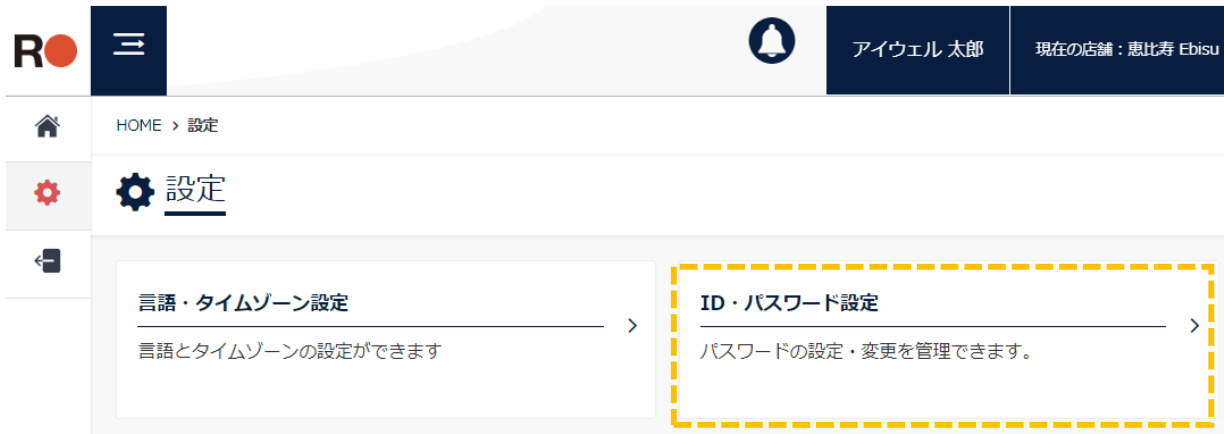 R
アイウェル 太郎
現在の店舗：恵比寿 Ebisu
HOME > 設定
設定
言語・タイムゾーン設定
言語とタイムゾーンの設定ができます
ID・パスワード設定
パスワードの設定・変更を管理できます。